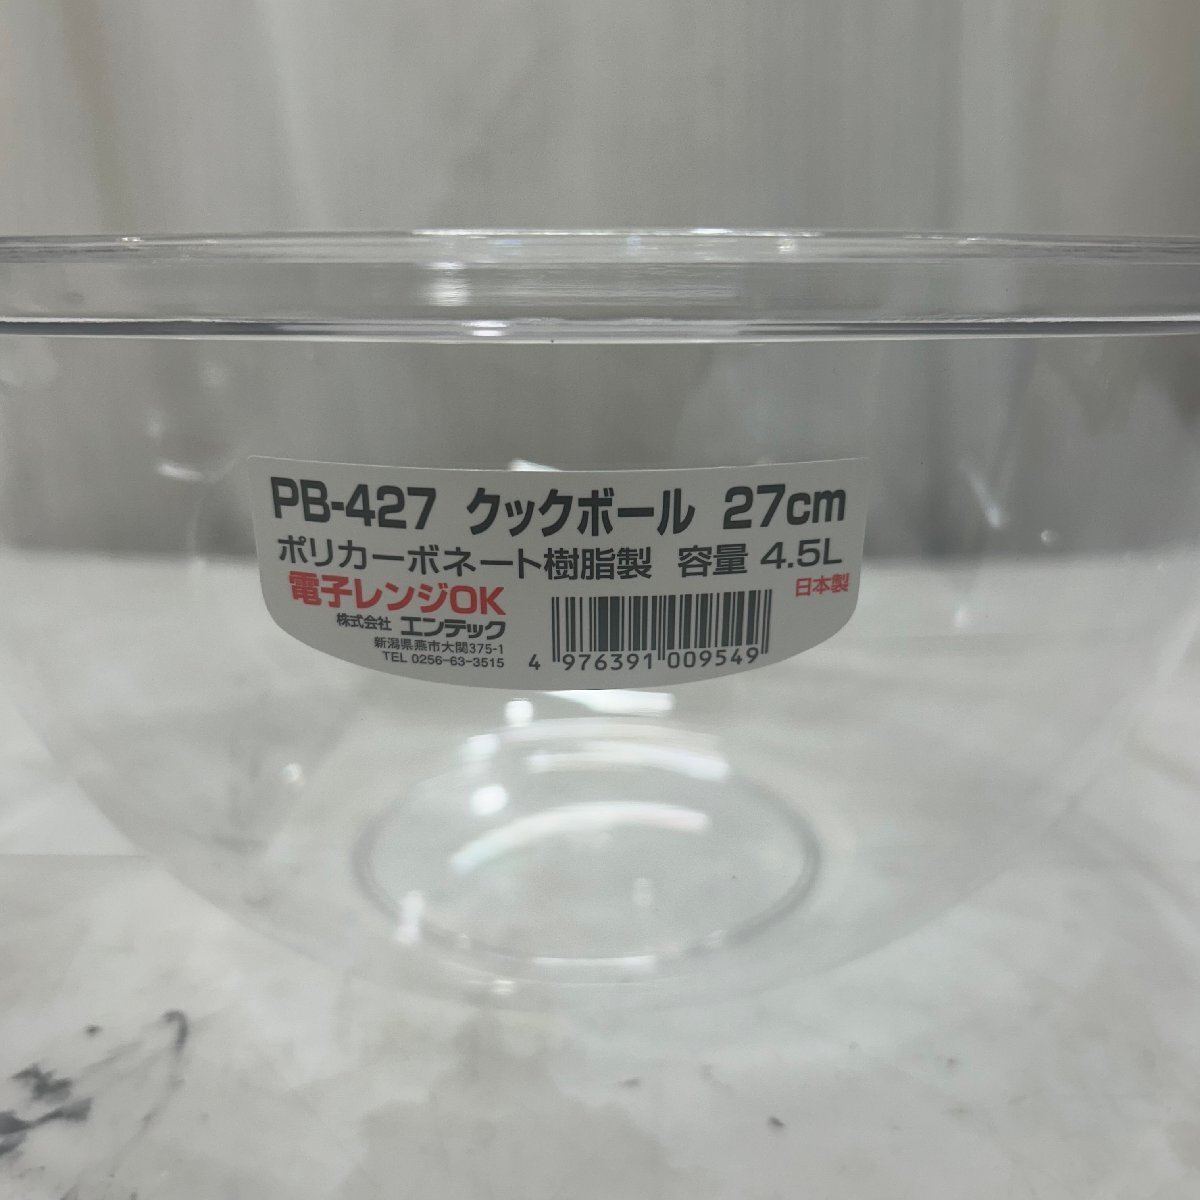 PB-427 クックボール 27cm
ポリカーボネート樹脂製 容量 4.5L
電子レンジOK 日本製
株式会社 エンテック
新潟県燕市大関375-1
TEL 0256-63-3515
4 976391 009549